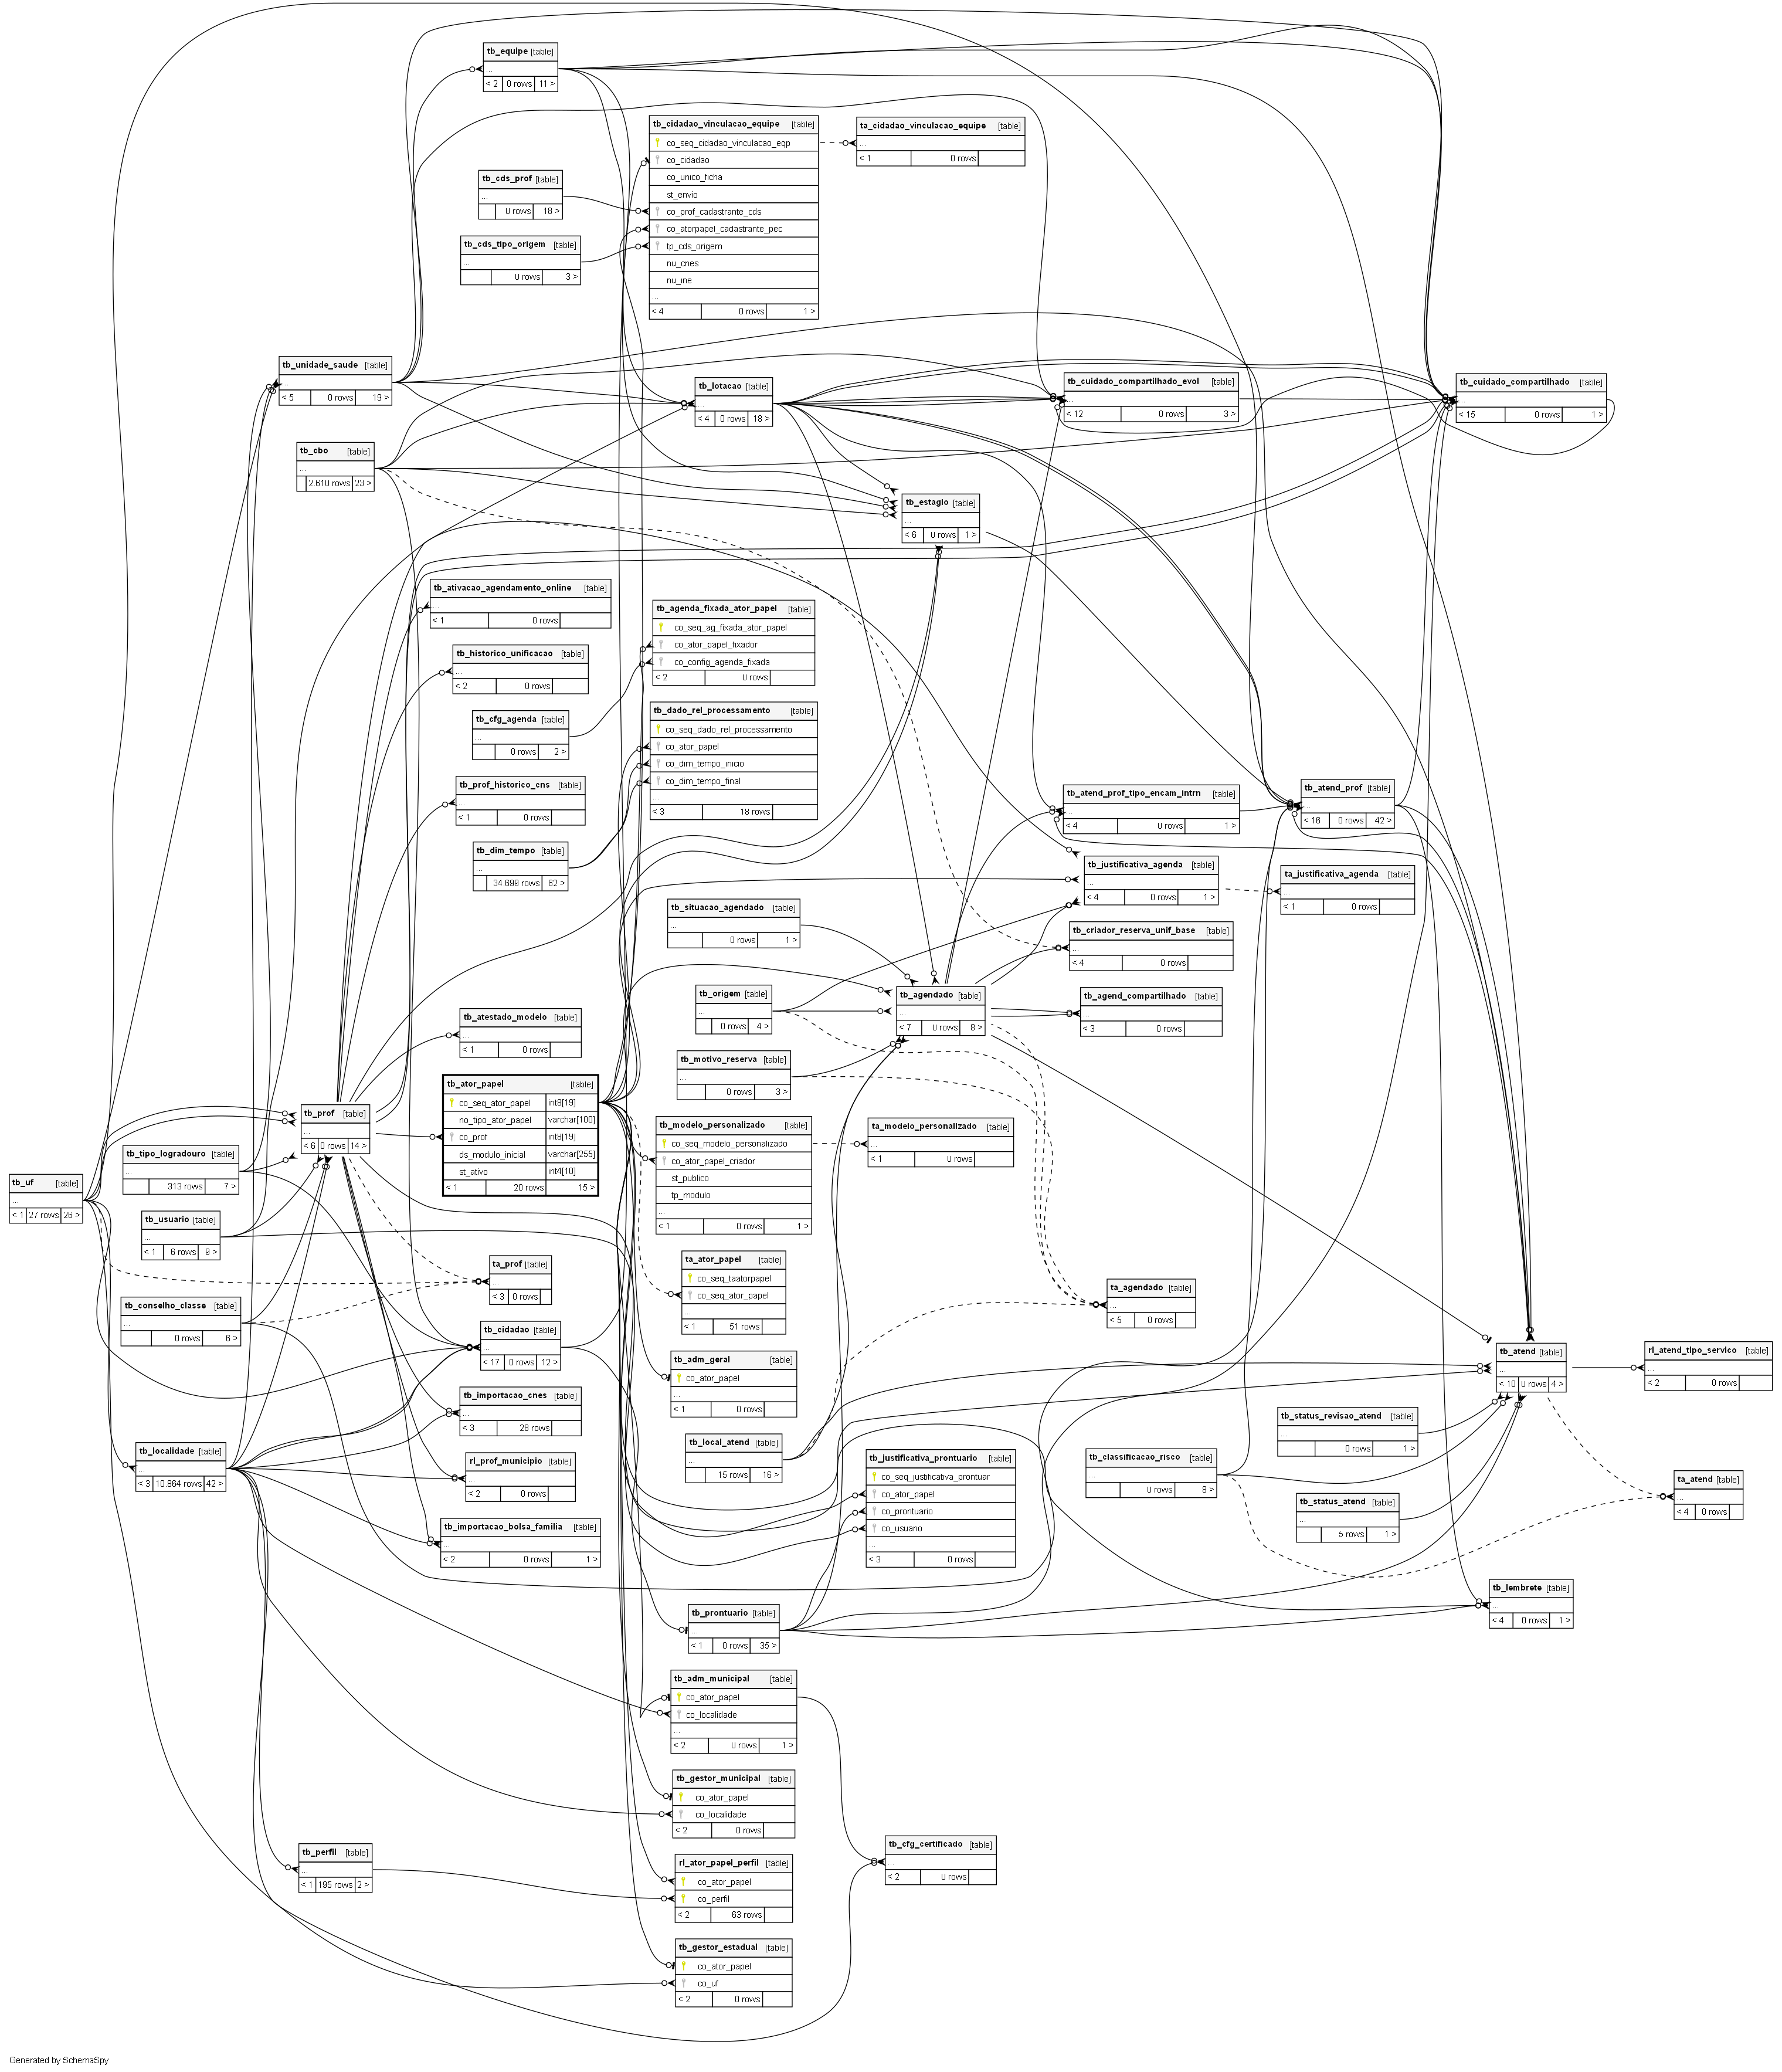 tb_equipe [table]
...
< 2 0 rows 11 >
tb_cidadao_vinculacao_equipe [table]
co_seq_cidadao_vinculacao_eqp
co_cidadao
co_unico_ficha
st_envio
co_prof_cadastrante_cds
co_atorpapel_cadastrante_pec
tp_cds_origem
nu_cnes
nu_ine
...
< 4 0 rows 1 >
ta_cidadao_vinculacao_equipe [table]
...
< 1 0 rows
tb_cds_prof [table]
...
0 rows 18 >
tb_cds_tipo_origem [table]
...
0 rows 3 >
tb_unidade_saude [table]
...
< 5 0 rows 19 >
tb_lotacao [table]
...
< 4 0 rows 18 >
tb_cuidado_compartilhado_evol [table]
...
< 12 0 rows 3 >
tb_cuidado_compartilhado [table]
...
< 15 0 rows 1 >
tb_cbo [table]
...
2.610 rows 23 >
tb_estagio [table]
...
< 6 0 rows 1 >
tb_ativacao_agendamento_online [table]
...
< 1 0 rows
tb_agenda_fixada_ator_papel [table]
co_seq_ag_fixada_ator_papel
co_ator_papel_fixador
co_config_agenda_fixada
< 2 0 rows
tb_historico_unificacao [table]
...
< 2 0 rows
tb_cfg_agenda [table]
...
0 rows 2 >
tb_dado_rel_processamento [table]
co_seq_dado_rel_processamento
co_ator_papel
co_dim_tempo_inicio
co_dim_tempo_final
...
< 3 18 rows
tb_prof_historico_cns [table]
...
< 1 0 rows
tb_atend_prof_tipo_encam_intrn [table]
...
< 4 0 rows 1 >
tb_atend_prof [table]
...
< 16 0 rows 42 >
tb_dim_tempo [table]
...
34.699 rows 62 >
tb_justificativa_agenda [table]
...
< 4 0 rows 1 >
ta_justificativa_agenda [table]
...
< 1 0 rows
tb_situacao_agendado [table]
...
0 rows 1 >
tb_criador_reserva_unif_base [table]
...
< 4 0 rows
tb_origem [table]
...
0 rows 4 >
tb_agendado [table]
...
< 7 0 rows 8 >
tb_agend_compartilhado [table]
...
< 3 0 rows
tb_atestado_modelo [table]
...
< 1 0 rows
tb_motivo_reserva [table]
...
0 rows 3 >
tb_ator_papel [table]
co_seq_ator_papel int8[19]
no_tipo_ator_papel varchar[100]
co_prof int8[19]
ds_modulo_inicial varchar[255]
st_ativo int4[10]
< 1 20 rows 15 >
tb_prof [table]
...
< 6 0 rows 14 >
tb_modelo_personalizado [table]
co_seq_modelo_personalizado
co_ator_papel_criador
st_publico
tp_modulo
...
< 1 0 rows 1 >
ta_modelo_personalizado [table]
...
< 1 0 rows
tb_tipo_logradouro [table]
...
313 rows 7 >
tb_uf [table]
...
< 1 27 rows 26 >
tb_usuario [table]
...
< 1 6 rows 9 >
ta_prof [table]
...
< 3 0 rows
ta_ator_papel [table]
co_seq_taatorpapel
co_seq_ator_papel
...
< 1 51 rows
ta_agendado [table]
...
< 5 0 rows
tb_conselho_classe [table]
...
0 rows 6 >
tb_cidadao [table]
...
< 17 0 rows 12 >
tb_adm_geral [table]
co_ator_papel
...
< 1 0 rows
tb_atend [table]
...
< 10 0 rows 4 >
rl_atend_tipo_servico [table]
...
< 2 0 rows
tb_importacao_cnes [table]
...
< 3 28 rows
tb_status_revisao_atend [table]
...
0 rows 1 >
tb_localidade [table]
...
< 3 10.864 rows 42 >
tb_local_atend [table]
...
15 rows 16 >
rl_prof_municipio [table]
...
< 2 0 rows
tb_justificativa_prontuario [table]
co_seq_justificativa_prontuar
co_ator_papel
co_prontuario
co_usuario
...
< 3 0 rows
tb_classificacao_risco [table]
...
0 rows 8 >
ta_atend [table]
...
< 4 0 rows
tb_status_atend [table]
...
5 rows 1 >
tb_importacao_bolsa_familia [table]
...
< 2 0 rows 1 >
tb_lembrete [table]
...
< 4 0 rows 1 >
tb_prontuario [table]
...
< 1 0 rows 35 >
tb_adm_municipal [table]
co_ator_papel
co_localidade
...
< 2 0 rows 1 >
tb_gestor_municipal [table]
co_ator_papel
co_localidade
< 2 0 rows
tb_perfil [table]
...
< 1 195 rows 2 >
tb_cfg_certificado [table]
...
< 2 0 rows
rl_ator_papel_perfil [table]
co_ator_papel
co_perfil
< 2 63 rows
tb_gestor_estadual [table]
co_ator_papel
co_uf
< 2 0 rows
Generated by SchemaSpy